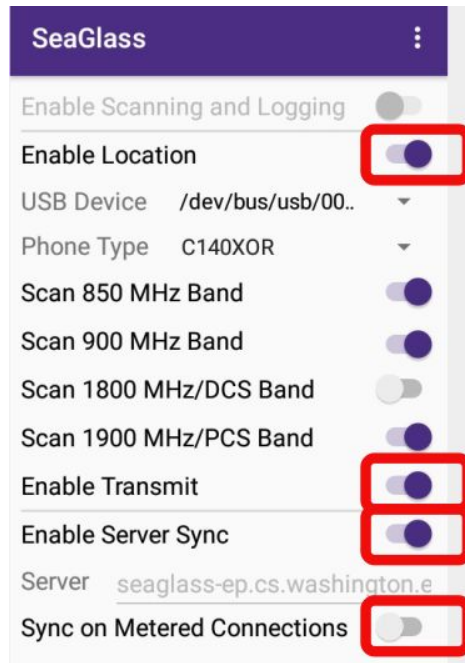 SeaGlass
Enable Scanning and Logging
Enable Location
USB Device /dev/bus/usb/00..
Phone Type C140XOR
Scan 850 MHz Band
Scan 900 MHz Band
Scan 1800 MHz/DCS Band
Scan 1900 MHz/PCS Band
Enable Transmit
Enable Server Sync
Server seaglass-ep.cs.washington.e
Sync on Metered Connections